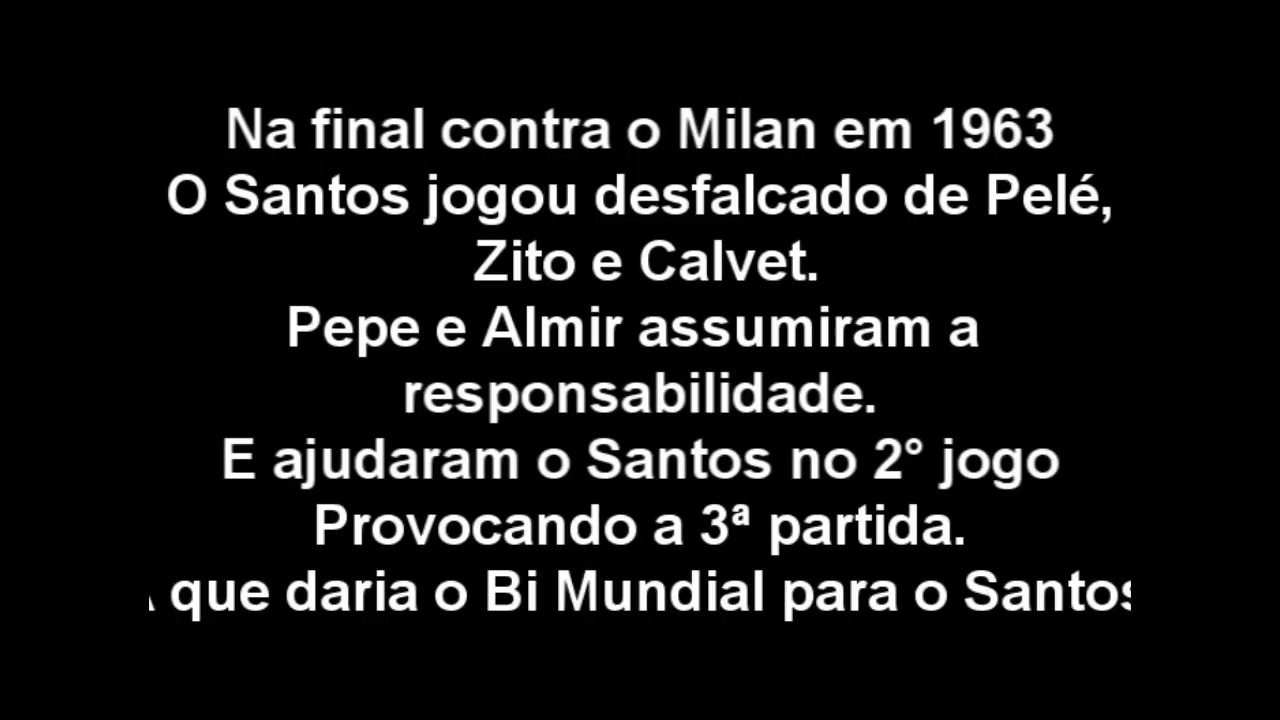 Na final contra o Milan em 1963
O Santos jogou desfalcado de Pelé,
Zito e Calvet.
Pepe e Almir assumiram a
responsabilidade.
E ajudaram o Santos no 2° jogo
Provocando a 3ª partida.
A que daria o Bi Mundial para o Santos